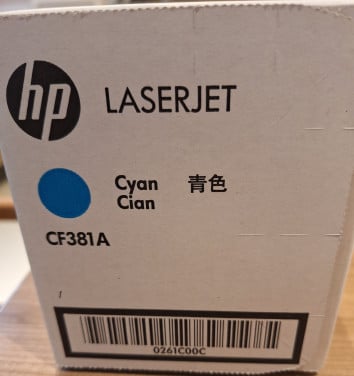 hp
LASERJET
Cyan 青色
Cian
CF381A
0261C00C